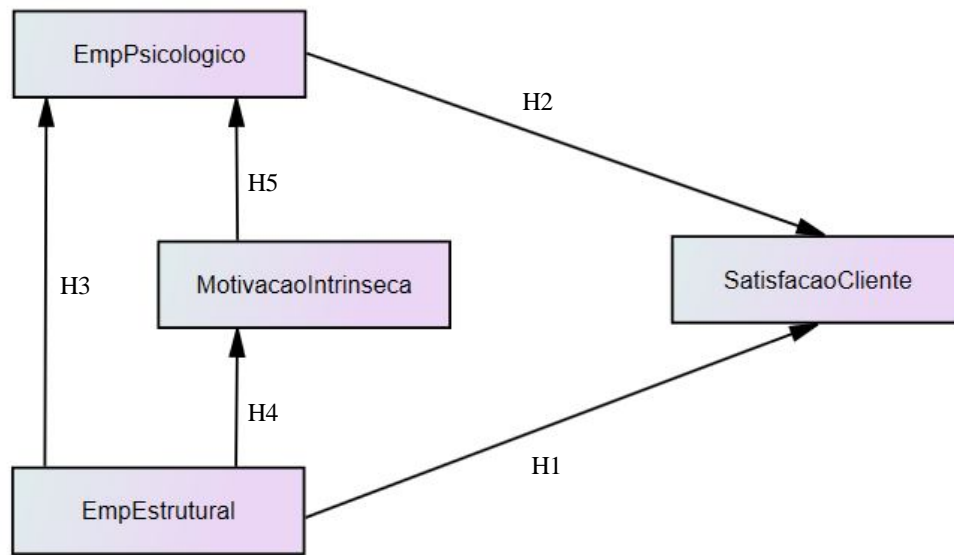 EmpPsicologico
H2
H5
MotivacaoIntrinseca
SatisfacaoCliente
H3
H4
H1
EmpEstrutural